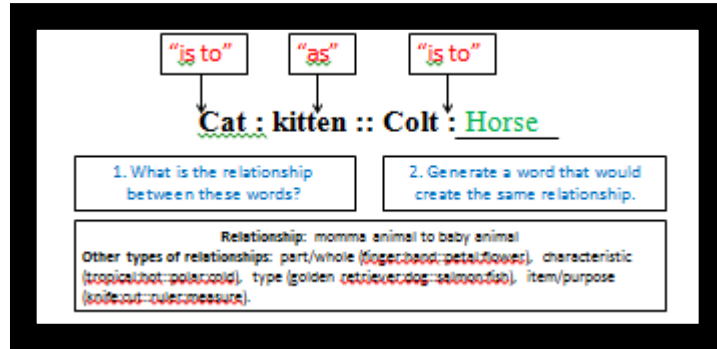 "is to" "as" "is to"
Cat : kitten :: Colt : Horse
1. What is the relationship
between these words?
2. Generate a word that would
create the same relationship.
Relationship: momma animal to baby animal
Other types of relationships: part/whole (finger:hand::petal:flower), characteristic
(tropical:hot::polar:cold), type (golden retriever:dog::salmon:fish), item/purpose
(knife:cut::ruler:measure).